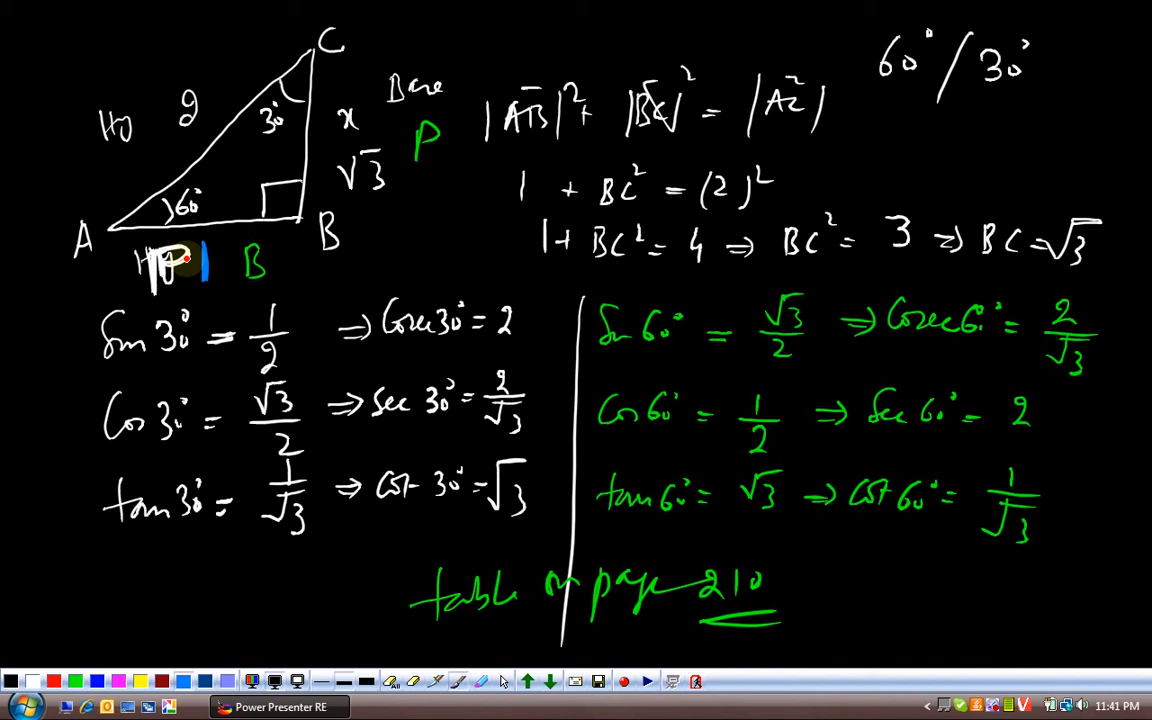 60° / 30°
C
Hy 2 30° x Base
P
√3
|AB|² + |BC|² = |AC|²
60°
A B
1 + BC² = (2)²
P 1 B
1 + BC² = 4 ⇒ BC² = 3 ⇒ BC = √3
Sin 30° = 1/2 ⇒ Cosec 30° = 2
Cos 30° = √3/2 ⇒ Sec 30° = 2/√3
tan 30° = 1/√3 ⇒ Cot 30° = √3
Sin 60° = √3/2 ⇒ Cosec 60° = 2/√3
Cos 60° = 1/2 ⇒ Sec 60° = 2
tan 60° = √3 ⇒ Cot 60° = 1/√3
table on page 210
Power Presenter RE
11:41 PM